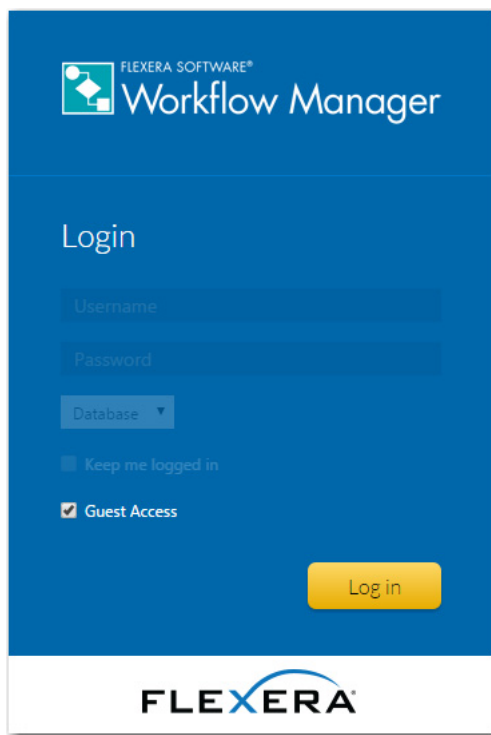 FLEXERA SOFTWARE®
Workflow Manager
Login
Username
Password
Database
Keep me logged in
Guest Access
Log in
FLEXERA